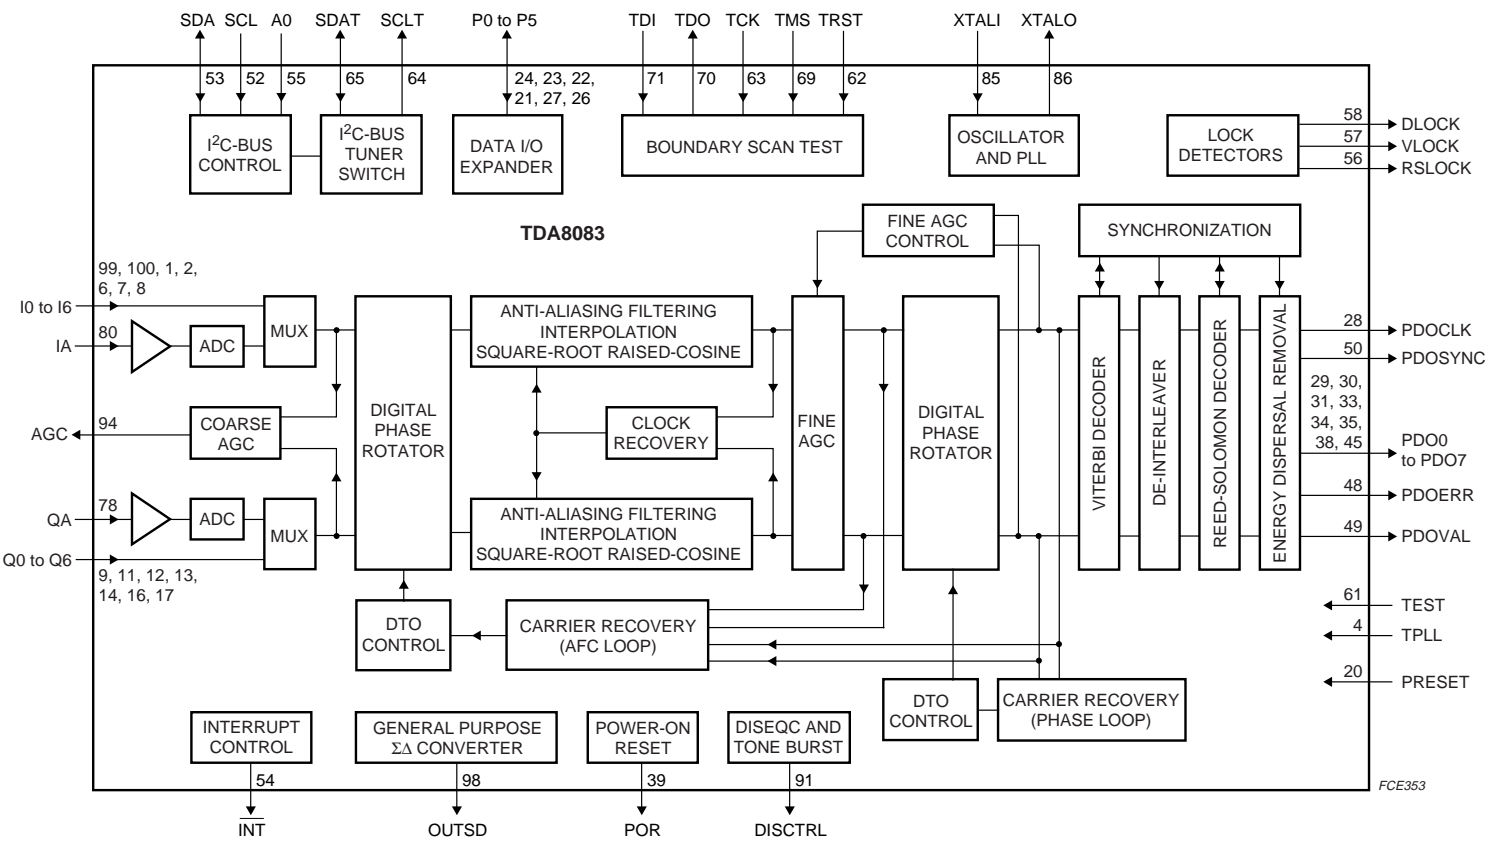 SDA SCL A0 SDAT SCLT P0 to P5 TDI TDO TCK TMS TRST XTALI XTALO
53 52 55 65 64 24, 23, 22, 71 70 63 69 62 85 86
21, 27, 26
I²C-BUS
CONTROL
I²C-BUS
TUNER
SWITCH
DATA I/O
EXPANDER
BOUNDARY SCAN TEST
OSCILLATOR
AND PLL
LOCK
DETECTORS
58 DLOCK
57 VLOCK
56 RSLOCK
TDA8083
FINE AGC
CONTROL
SYNCHRONIZATION
99, 100, 1, 2,
6, 7, 8
I0 to I6
80
IA
ADC
MUX
AGC
94
COARSE
AGC
78
QA
ADC
MUX
Q0 to Q6
9, 11, 12, 13,
14, 16, 17
DIGITAL
PHASE
ROTATOR
ANTI-ALIASING FILTERING
INTERPOLATION
SQUARE-ROOT RAISED-COSINE
CLOCK
RECOVERY
ANTI-ALIASING FILTERING
INTERPOLATION
SQUARE-ROOT RAISED-COSINE
FINE
AGC
DIGITAL
PHASE
ROTATOR
VITERBI DECODER
DE-INTERLEAVER
REED-SOLOMON DECODER
ENERGY DISPERSAL REMOVAL
28 PDOCLK
50 PDOSYNC
29, 30,
31, 33,
34, 35,
38, 45
PDO0
to PDO7
48 PDOERR
49 PDOVAL
61 TEST
4 TPLL
20 PRESET
DTO
CONTROL
CARRIER RECOVERY
(AFC LOOP)
DTO
CONTROL
CARRIER RECOVERY
(PHASE LOOP)
INTERRUPT
CONTROL
GENERAL PURPOSE
ΣΔ CONVERTER
POWER-ON
RESET
DISEQC AND
TONE BURST
54 98 39 91
FCE353
INT OUTSD POR DISCTRL